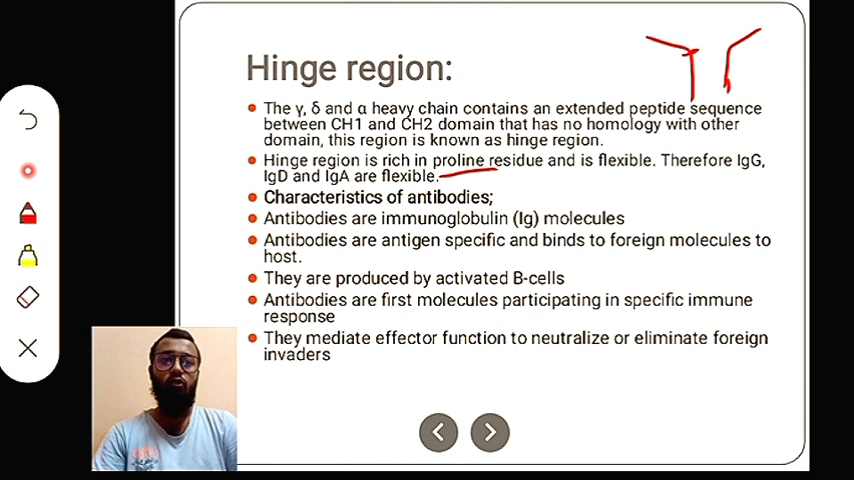 Hinge region:
The γ, δ and α heavy chain contains an extended peptide sequence
between CH1 and CH2 domain that has no homology with other
domain, this region is known as hinge region.
Hinge region is rich in proline residue and is flexible. Therefore IgG,
IgD and IgA are flexible.
Characteristics of antibodies;
Antibodies are immunoglobulin (Ig) molecules
Antibodies are antigen specific and binds to foreign molecules to
host.
They are produced by activated B-cells
Antibodies are first molecules participating in specific immune
response
They mediate effector function to neutralize or eliminate foreign
invaders